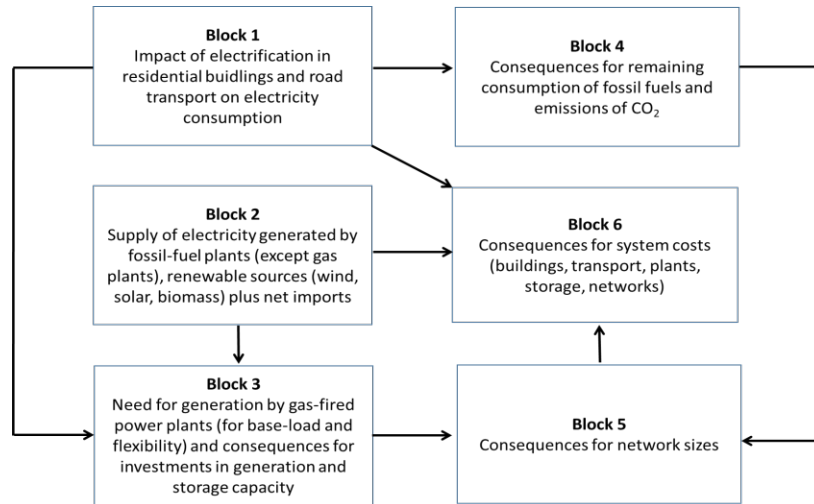 Block 1
Impact of electrification in
residential buidlings and road
transport on electricity
consumption
Block 4
Consequences for remaining
consumption of fossil fuels and
emissions of CO₂
Block 2
Supply of electricity generated by
fossil-fuel plants (except gas
plants), renewable sources (wind,
solar, biomass) plus net imports
Block 6
Consequences for system costs
(buildings, transport, plants,
storage, networks)
Block 3
Need for generation by gas-fired
power plants (for base-load and
flexibility) and consequences for
investments in generation and
storage capacity
Block 5
Consequences for network sizes